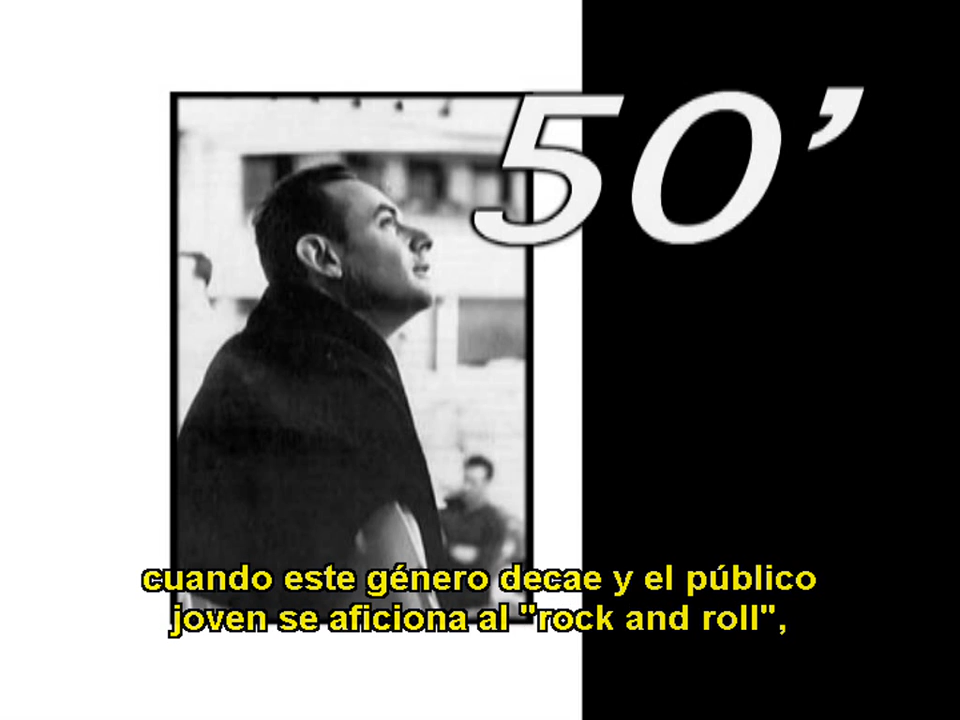 50’
cuando este género decae y el público
joven se aficiona al "rock and roll",